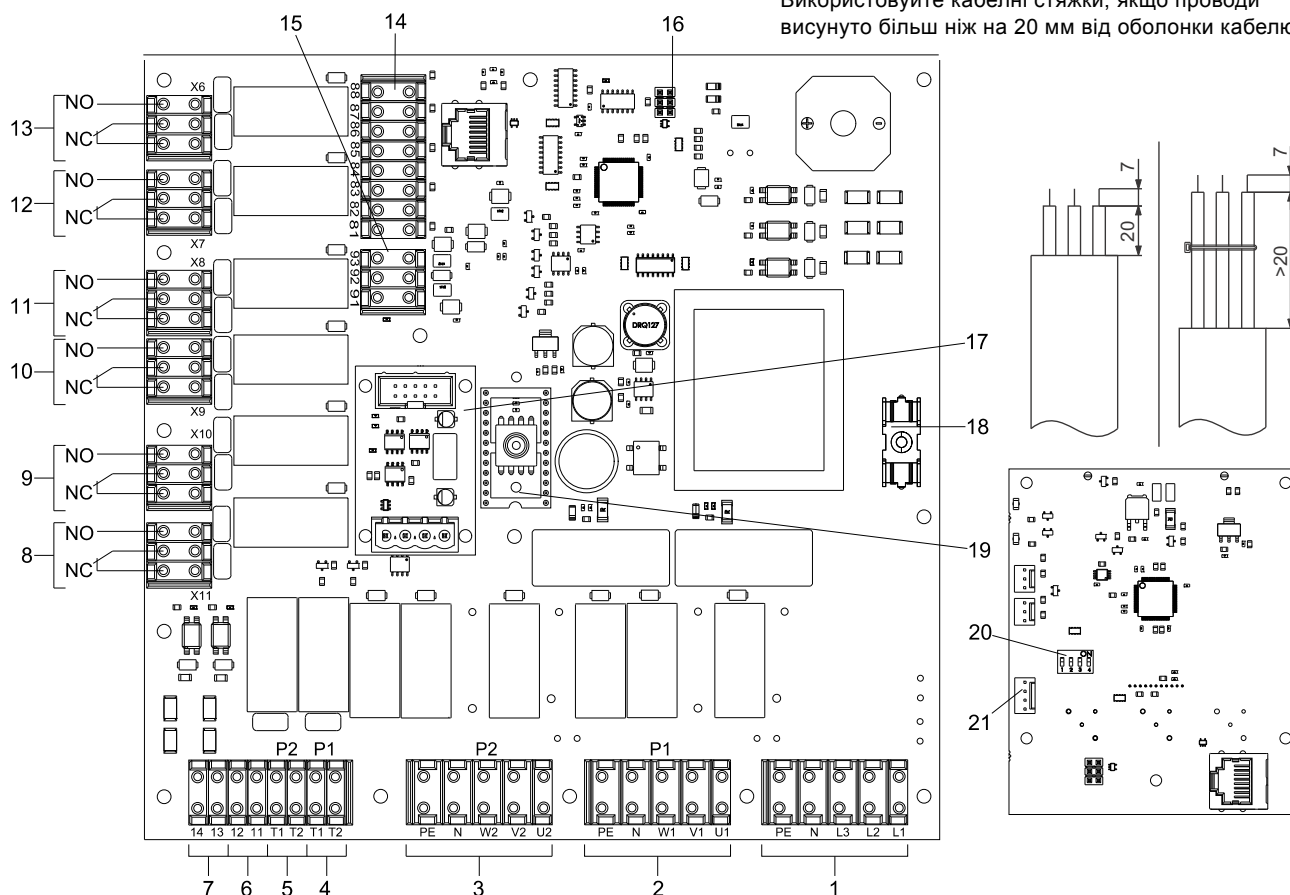 Використовуйте кабелні стяжки, якщо проводи
висунуто більш ніж на 20 мм від оболонки кабелю
15 14 16
X6
NO
13
NC
NO
12
NC
X7
X8
NO
11
NC
NO
10
NC
X9
X10
NO
9
NC
NO
8
NC
X11
88 87 86 85 84 83 82 81
93 92 91
DRQ127
17
18
19
7
20
7
>20
ON
1 2 3 4
20
21
P2 P1
P2
P1
14 13 12 11 T1 T2 T1 T2
PE N W2 V2 U2
PE N W1 V1 U1
PE N L3 L2 L1
7 6 5 4 3 2 1